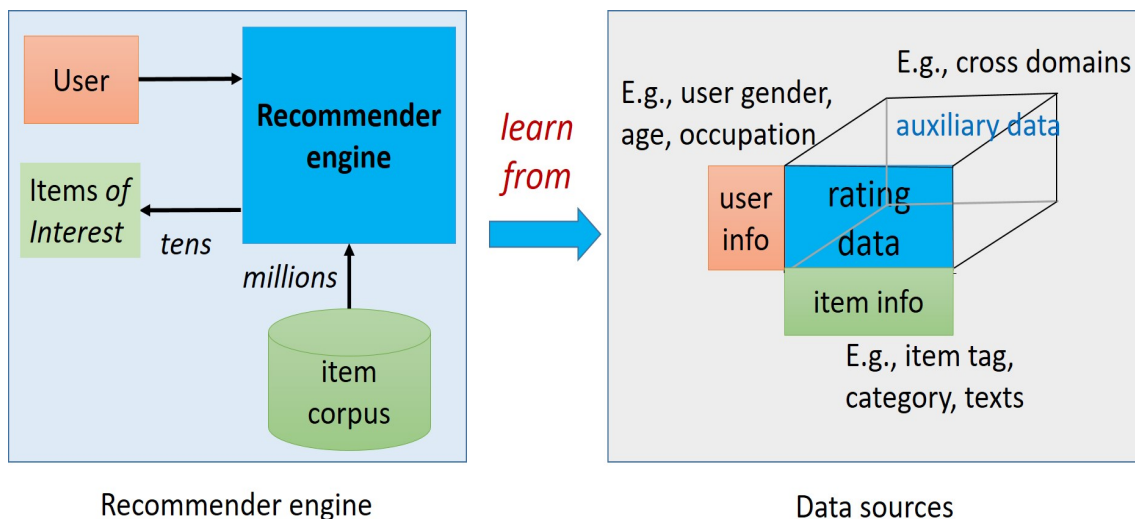 User
Recommender
engine
Items of
Interest
tens
millions
item
corpus
Recommender engine
learn
from
E.g., cross domains
E.g., user gender,
age, occupation
auxiliary data
user
info
rating
data
item info
E.g., item tag,
category, texts
Data sources